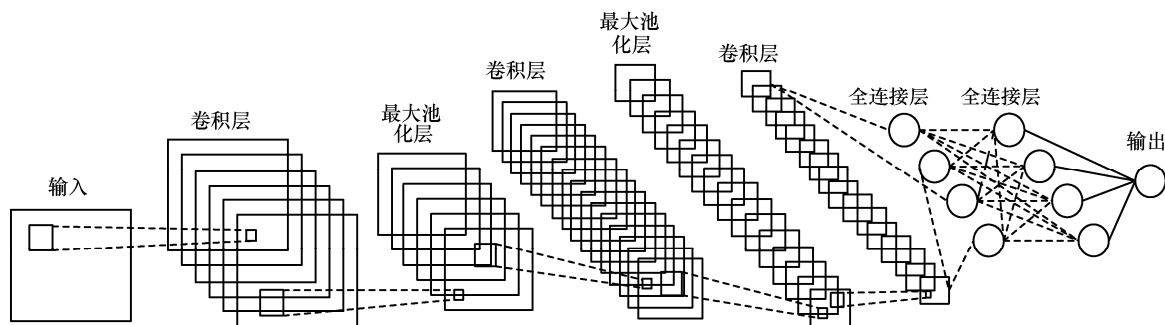 输入
卷积层
最大池
化层
卷积层
最大池
化层
卷积层
全连接层
全连接层
输出